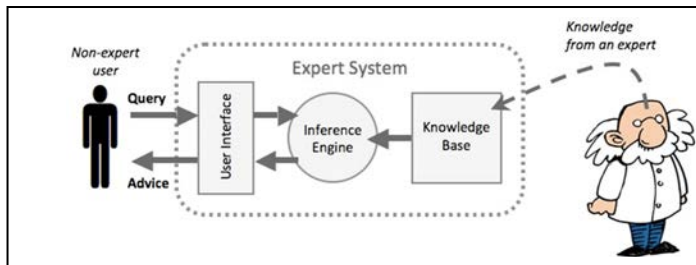 Non-expert
user
Query
Advice
Expert System
User Interface
Inference
Engine
Knowledge
Base
Knowledge
from an expert